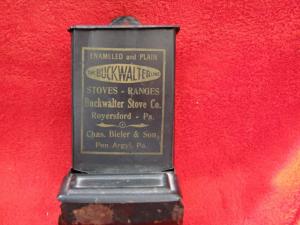 ENAMELED and PLAIN
THE BUCKWALTER LINE
STOVES - RANGES
Buckwalter Stove Co.
Royersford - Pa.
Chas. Bieler & Son,
Pen Argyl, Pa.